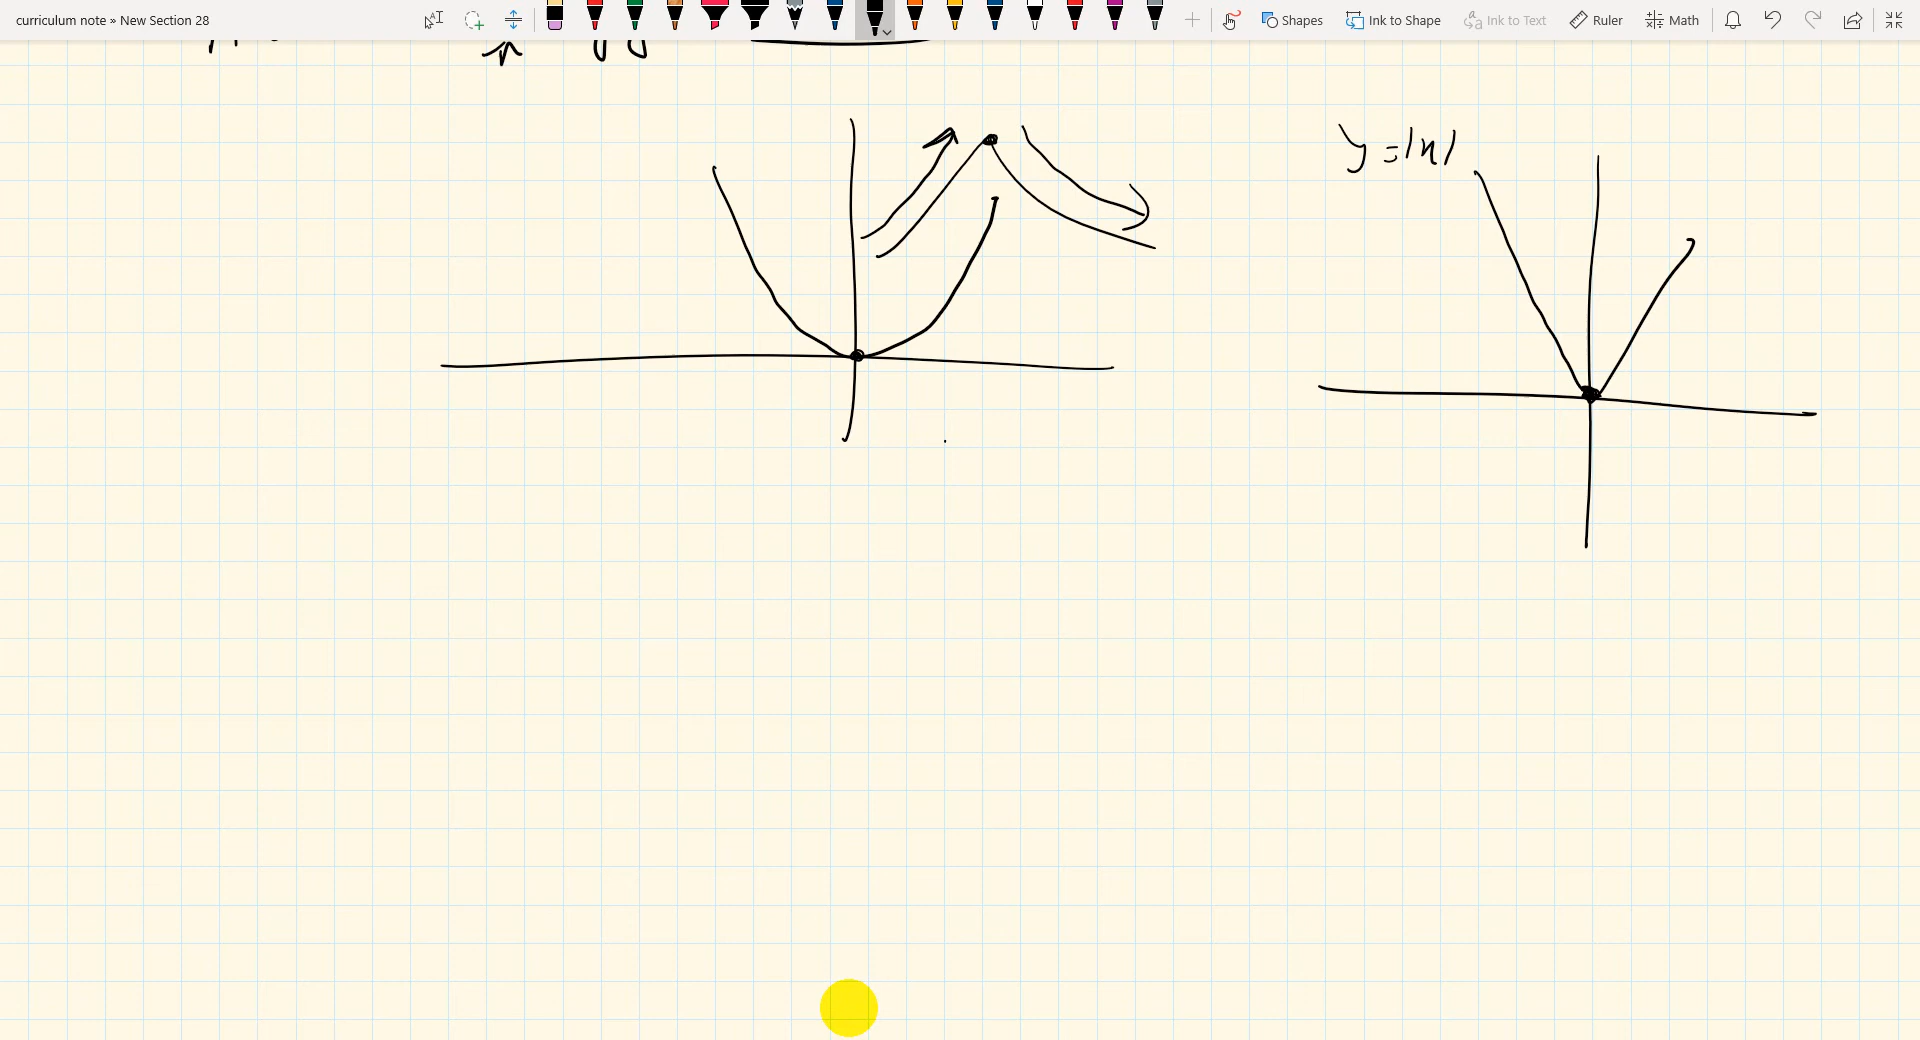 curriculum note » New Section 28
Shapes
Ink to Shape
Ink to Text
Ruler
Math
y = |x|